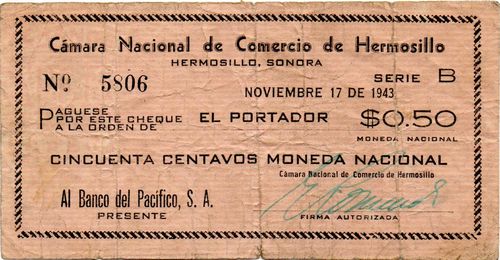 Cámara Nacional de Comercio de Hermosillo
HERMOSILLO, SONORA
Nº 5806
SERIE B
NOVIEMBRE 17 DE 1943
PAGUESE POR ESTE CHEQUE A LA ORDEN DE EL PORTADOR $0.50
MONEDA NACIONAL
CINCUENTA CENTAVOS MONEDA NACIONAL
Cámara Nacional de Comercio de Hermosillo
Al Banco del Pacífico, S. A.
PRESENTE
FIRMA AUTORIZADA